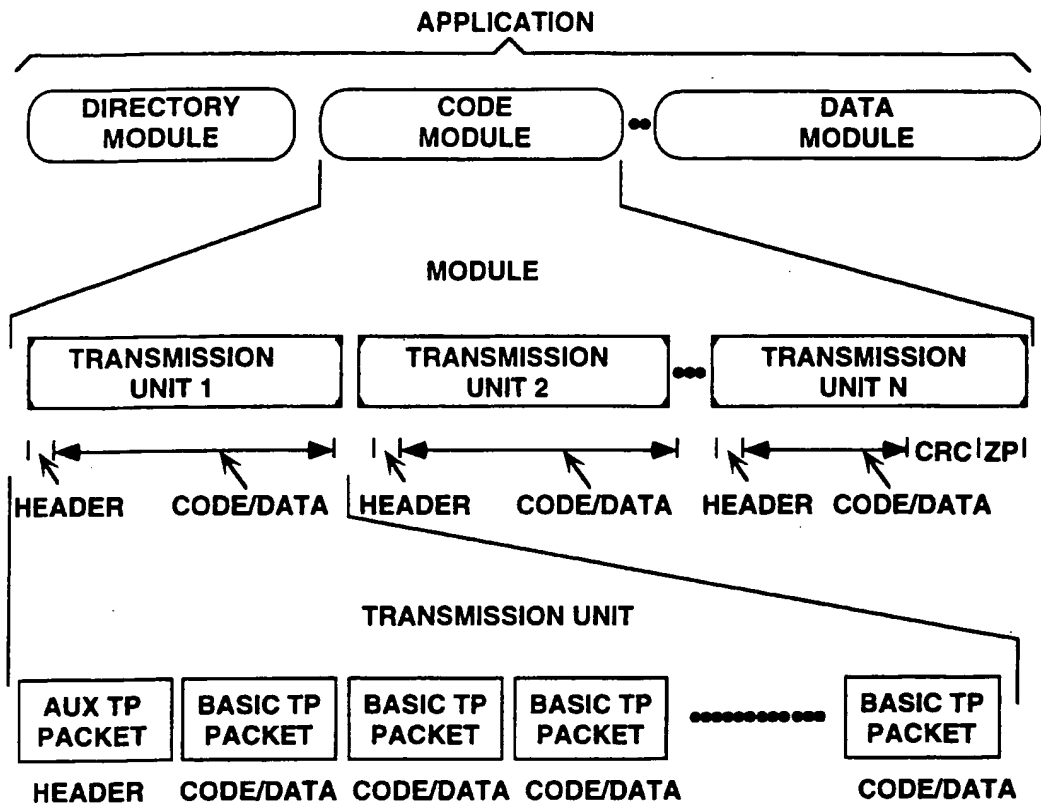 APPLICATION
DIRECTORY
MODULE
CODE
MODULE
DATA
MODULE
MODULE
TRANSMISSION
UNIT 1
TRANSMISSION
UNIT 2
TRANSMISSION
UNIT N
CRC ZP
HEADER CODE/DATA HEADER CODE/DATA HEADER CODE/DATA
TRANSMISSION UNIT
AUX TP
PACKET
BASIC TP
PACKET
BASIC TP
PACKET
BASIC TP
PACKET
BASIC TP
PACKET
HEADER CODE/DATA CODE/DATA CODE/DATA CODE/DATA